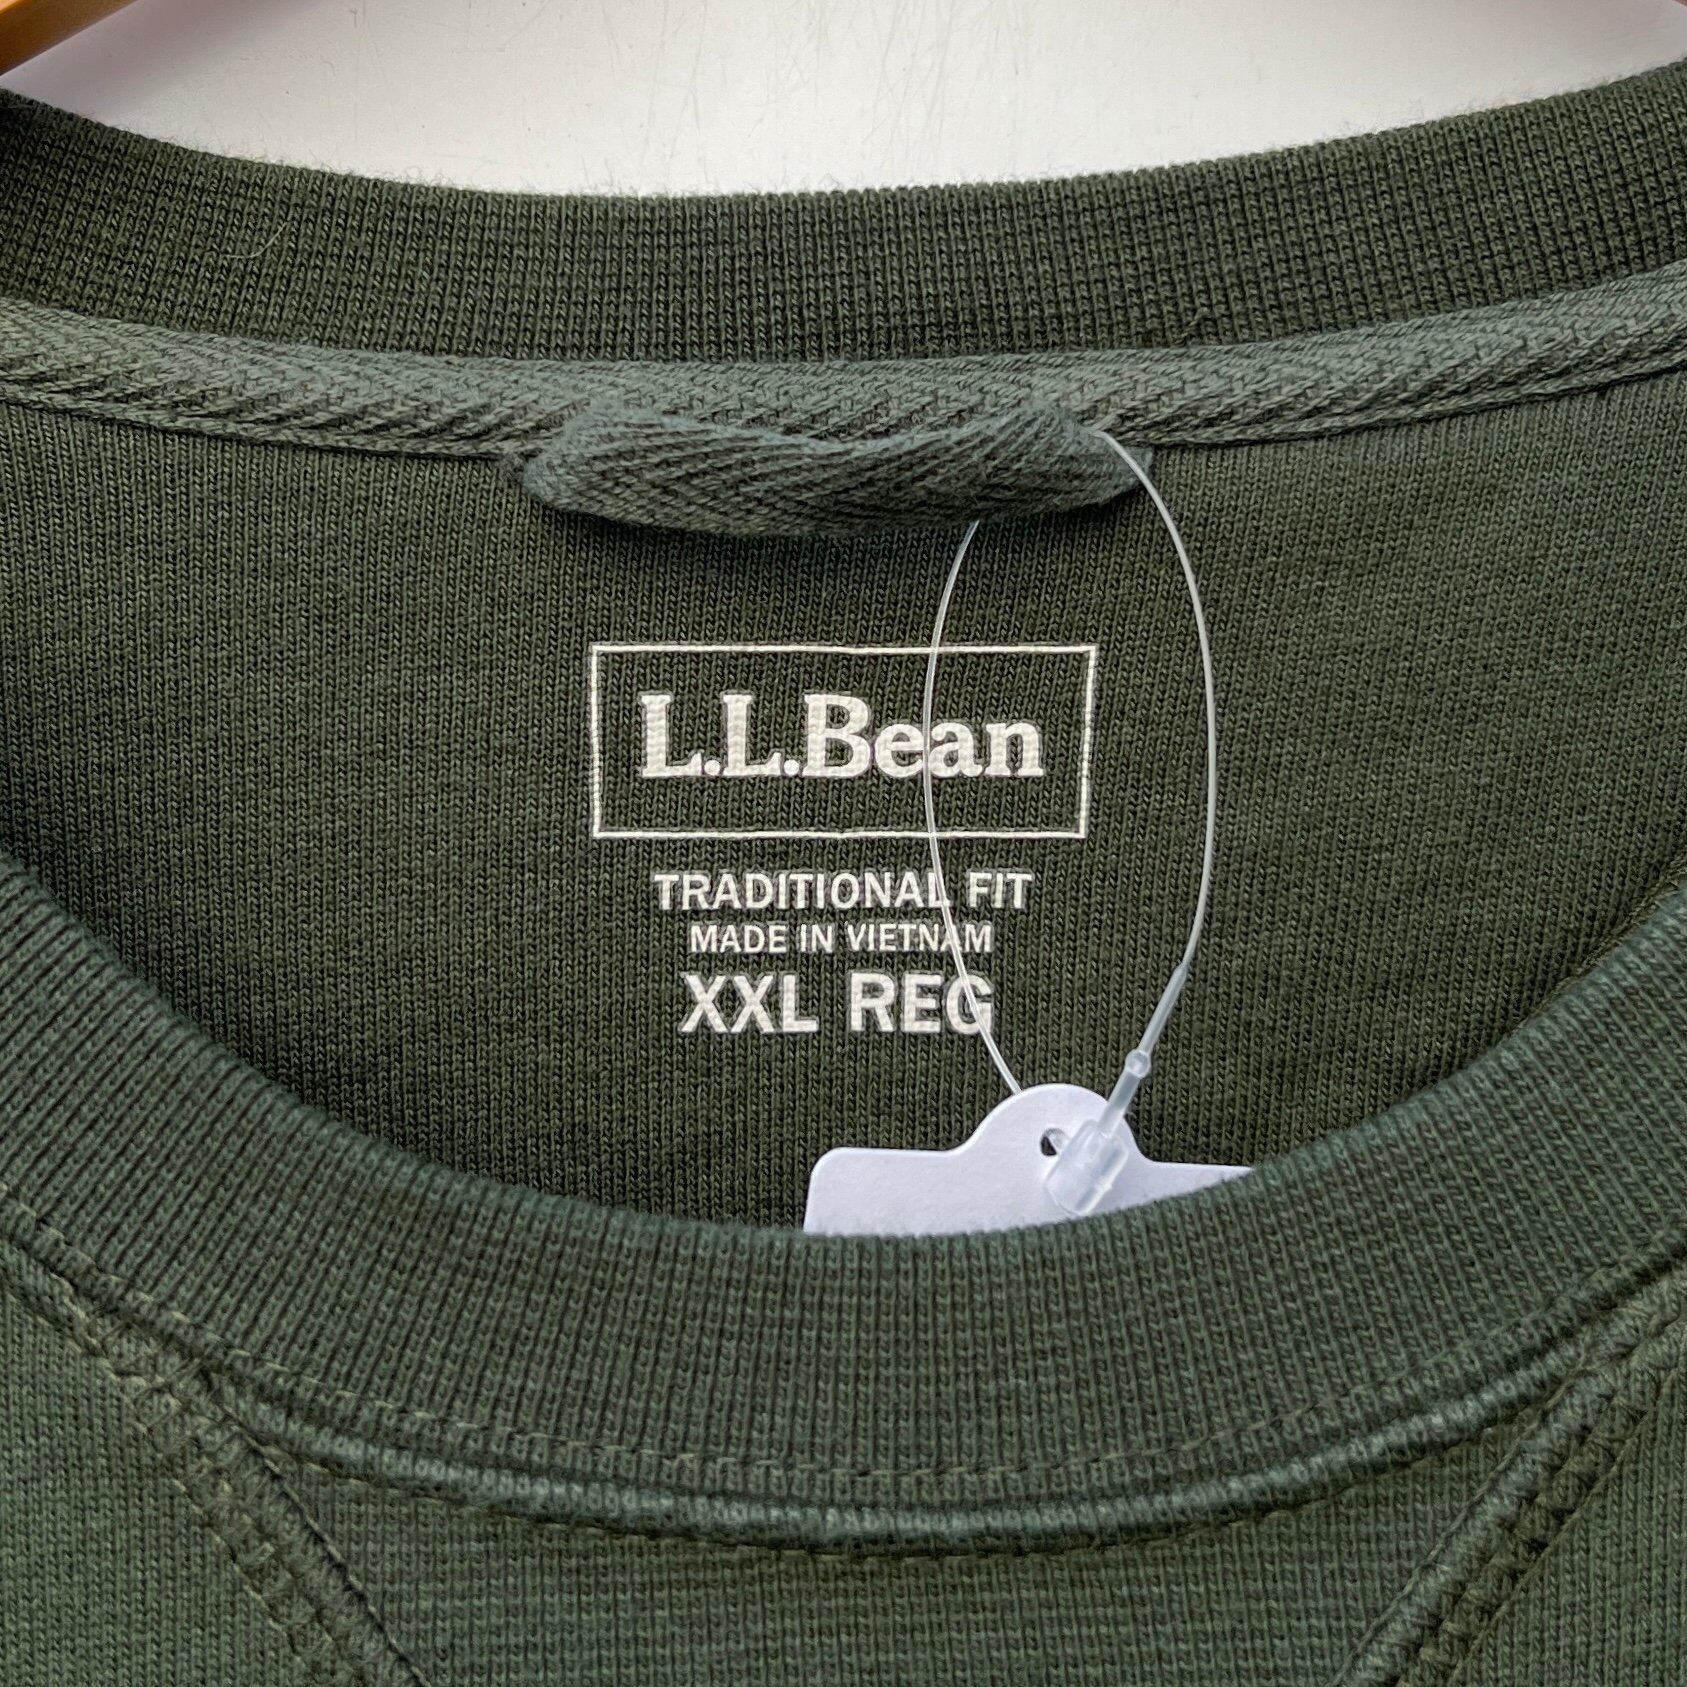 L.L.Bean
TRADITIONAL FIT
MADE IN VIETNAM
XXL REG